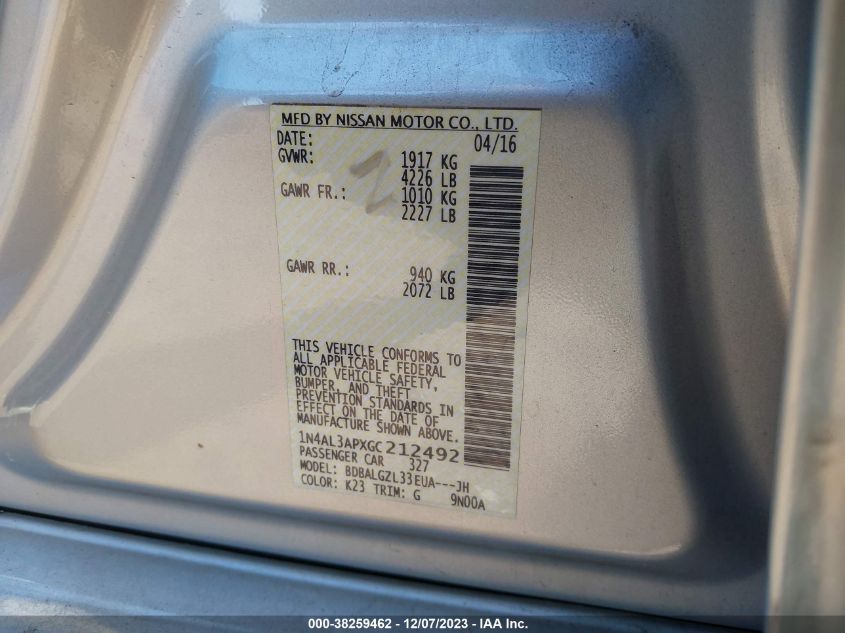 MFD BY NISSAN MOTOR CO., LTD.
DATE: 04/16
GVWR: 1917 KG
4226 LB
GAWR FR.: 1010 KG
2227 LB
GAWR RR.: 940 KG
2072 LB
THIS VEHICLE CONFORMS TO
ALL APPLICABLE FEDERAL
MOTOR VEHICLE SAFETY,
BUMPER, AND THEFT
PREVENTION STANDARDS IN
EFFECT ON THE DATE OF
MANUFACTURE SHOWN ABOVE.
1N4AL3APXGC212492
PASSENGER CAR 327
MODEL: BDBALGZL33EUA---JH
COLOR: K23 TRIM: G 9N00A
000-38259462 - 12/07/2023 - IAA Inc.